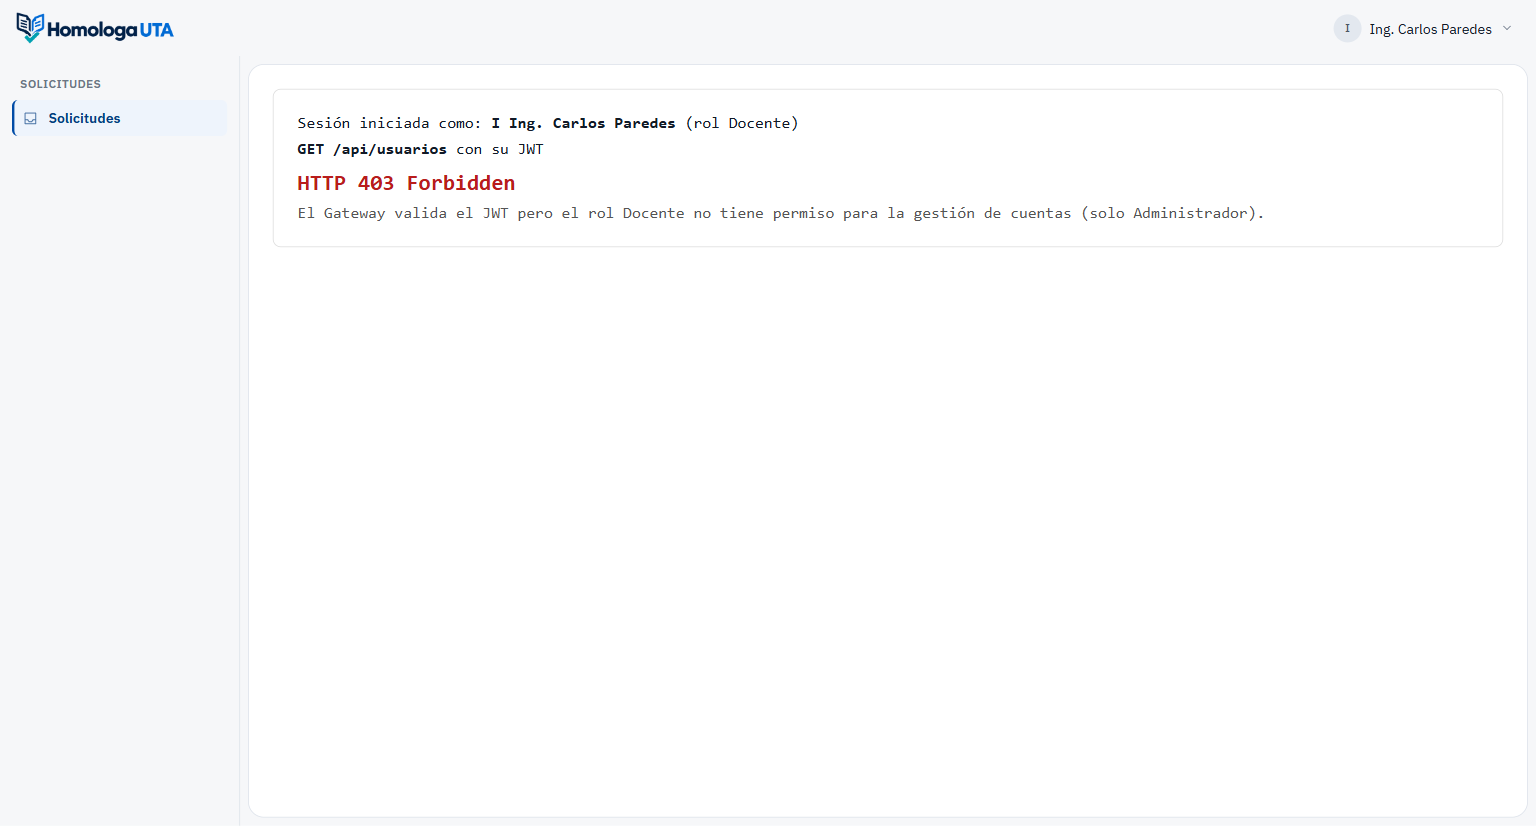 Homologa UTA
I Ing. Carlos Paredes
SOLICITUDES
Solicitudes
Sesión iniciada como: I Ing. Carlos Paredes (rol Docente)
GET /api/usuarios con su JWT
HTTP 403 Forbidden
El Gateway valida el JWT pero el rol Docente no tiene permiso para la gestión de cuentas (solo Administrador).